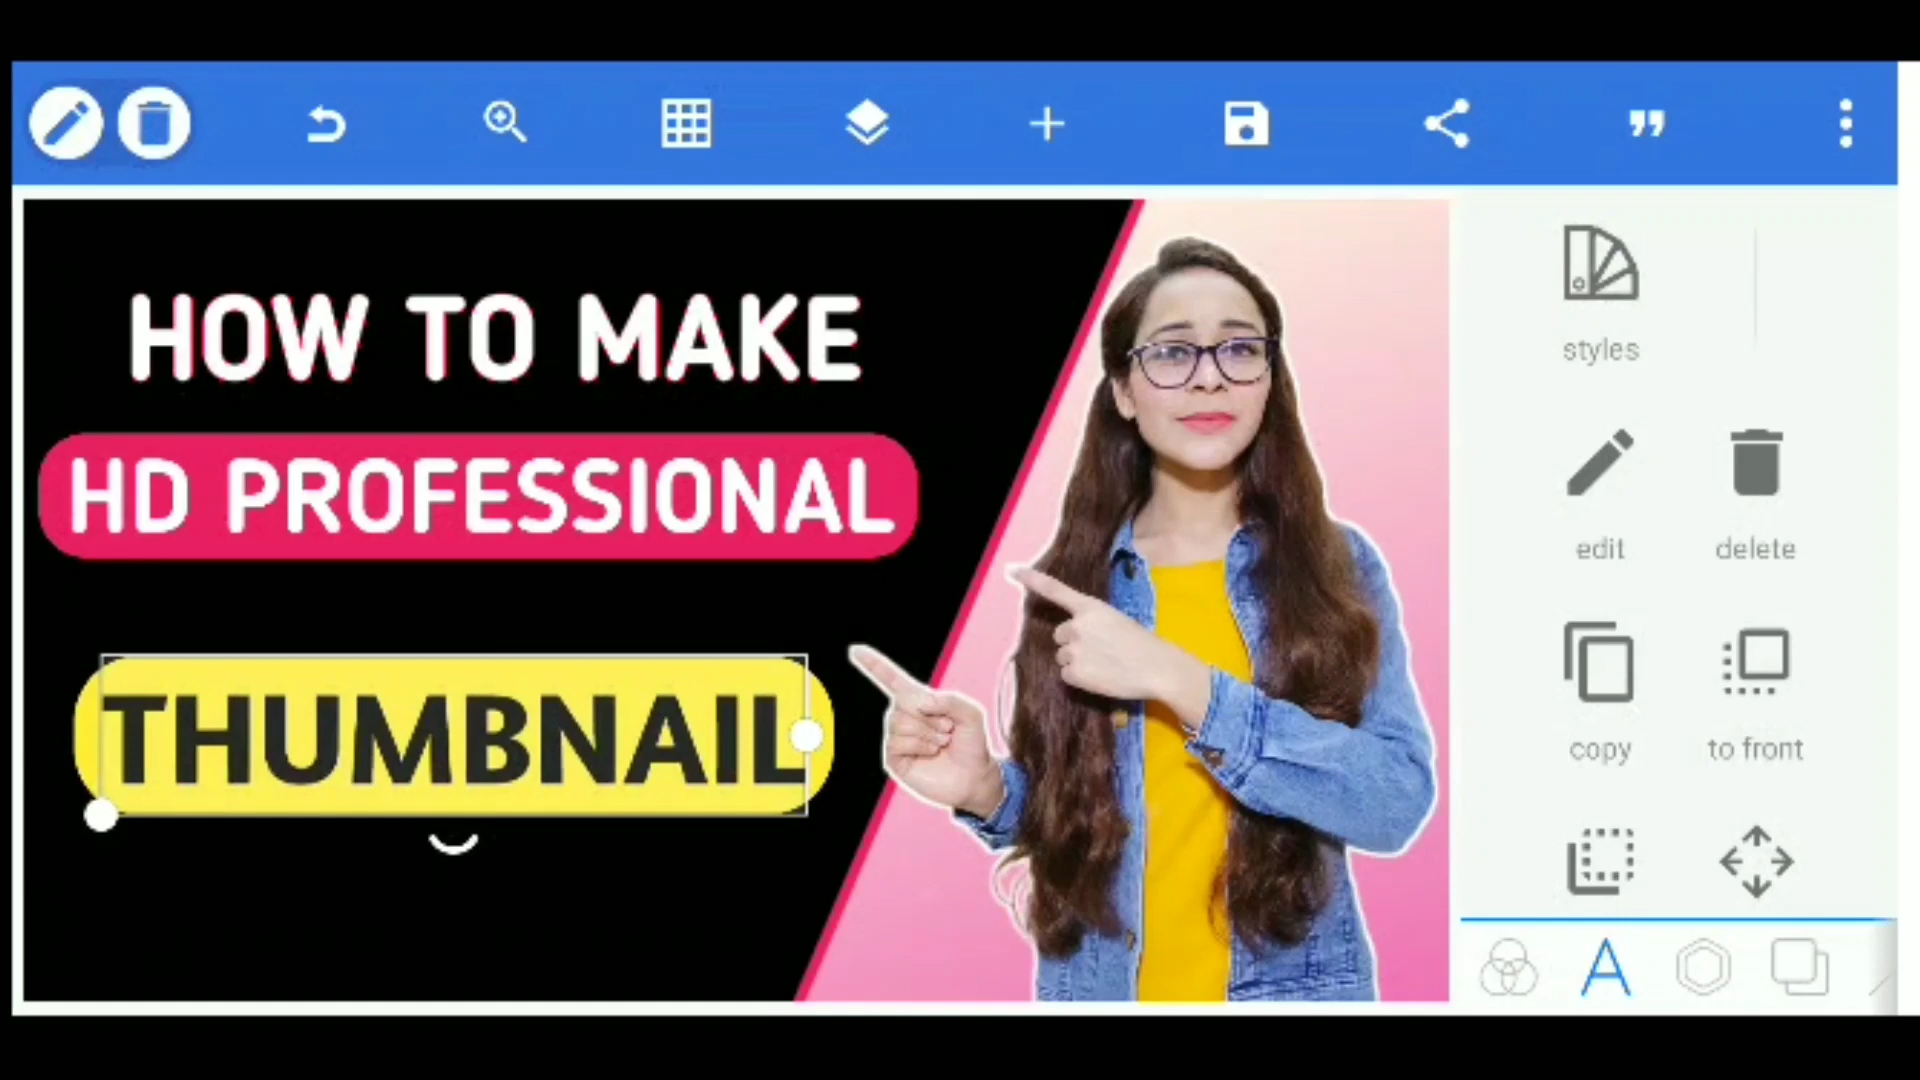 HOW TO MAKE
HD PROFESSIONAL
THUMBNAIL
styles
edit
delete
copy
to front